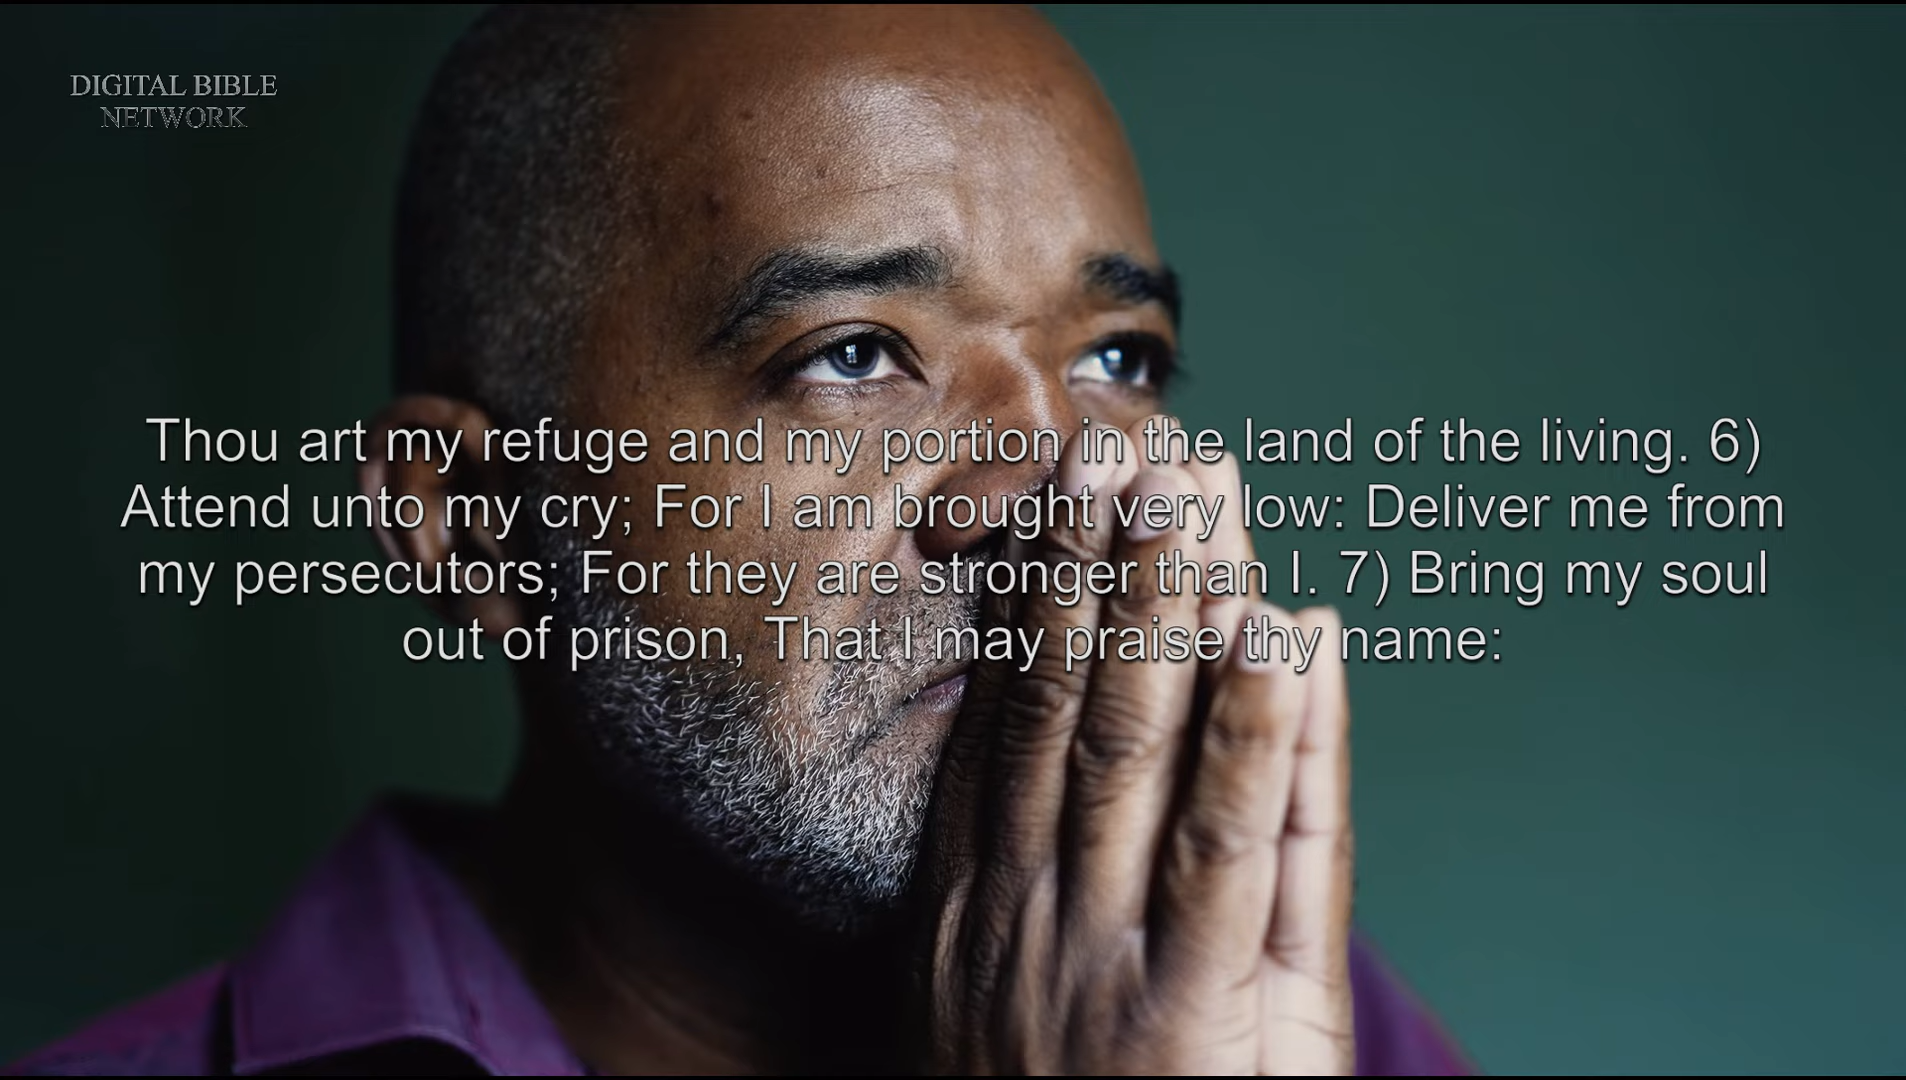 DIGITAL BIBLE
NETWORK
Thou art my refuge and my portion in the land of the living. 6)
Attend unto my cry; For I am brought very low: Deliver me from
my persecutors; For they are stronger than I. 7) Bring my soul
out of prison, That I may praise thy name: